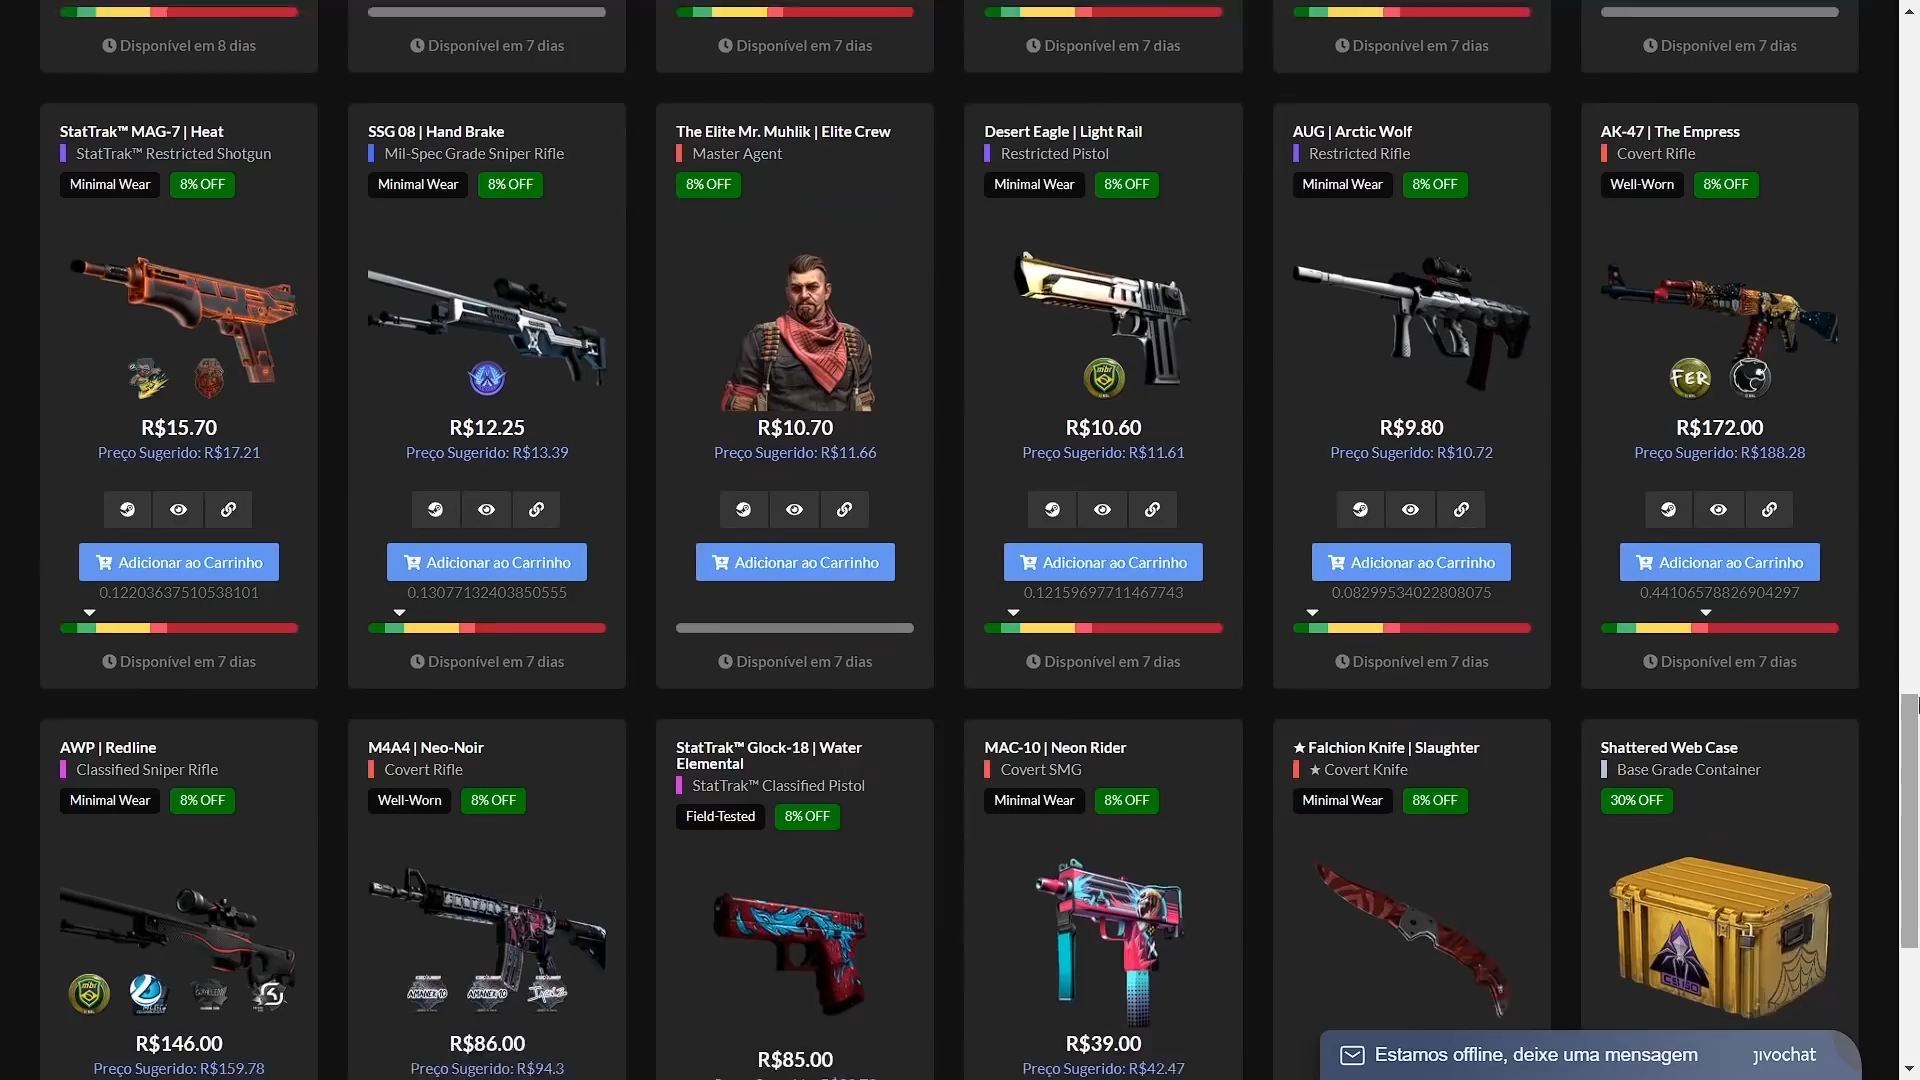 Disponível em 8 dias
Disponível em 7 dias
Disponível em 7 dias
Disponível em 7 dias
Disponível em 7 dias
Disponível em 7 dias
StatTrak™ MAG-7 | Heat
StatTrak™ Restricted Shotgun
Minimal Wear
8% OFF
R$15.70
Preço Sugerido: R$17.21
Adicionar ao Carrinho
0.12203637510538101
Disponível em 7 dias
SSG 08 | Hand Brake
Mil-Spec Grade Sniper Rifle
Minimal Wear
8% OFF
R$12.25
Preço Sugerido: R$13.39
Adicionar ao Carrinho
0.13077132403850555
Disponível em 7 dias
The Elite Mr. Muhlik | Elite Crew
Master Agent
8% OFF
R$10.70
Preço Sugerido: R$11.66
Adicionar ao Carrinho
Disponível em 7 dias
Desert Eagle | Light Rail
Restricted Pistol
Minimal Wear
8% OFF
mbi
R$10.60
Preço Sugerido: R$11.61
Adicionar ao Carrinho
0.12159697711467743
Disponível em 7 dias
AUG | Arctic Wolf
Restricted Rifle
Minimal Wear
8% OFF
R$9.80
Preço Sugerido: R$10.72
Adicionar ao Carrinho
0.08299534022808075
Disponível em 7 dias
AK-47 | The Empress
Covert Rifle
Well-Worn
8% OFF
FER
R$172.00
Preço Sugerido: R$188.28
Adicionar ao Carrinho
0.44106578826904297
Disponível em 7 dias
AWP | Redline
Classified Sniper Rifle
Minimal Wear
8% OFF
mbi
R$146.00
Preço Sugerido: R$159.78
M4A4 | Neo-Noir
Covert Rifle
Well-Worn
8% OFF
AMANEK
AMANEK
R$86.00
Preço Sugerido: R$94.3
StatTrak™ Glock-18 | Water
Elemental
StatTrak™ Classified Pistol
Field-Tested
8% OFF
R$85.00
MAC-10 | Neon Rider
Covert SMG
Minimal Wear
8% OFF
R$39.00
Preço Sugerido: R$42.47
★ Falchion Knife | Slaughter
★ Covert Knife
Minimal Wear
8% OFF
Shattered Web Case
Base Grade Container
30% OFF
CS:GO
Estamos offline, deixe uma mensagem
jivochat